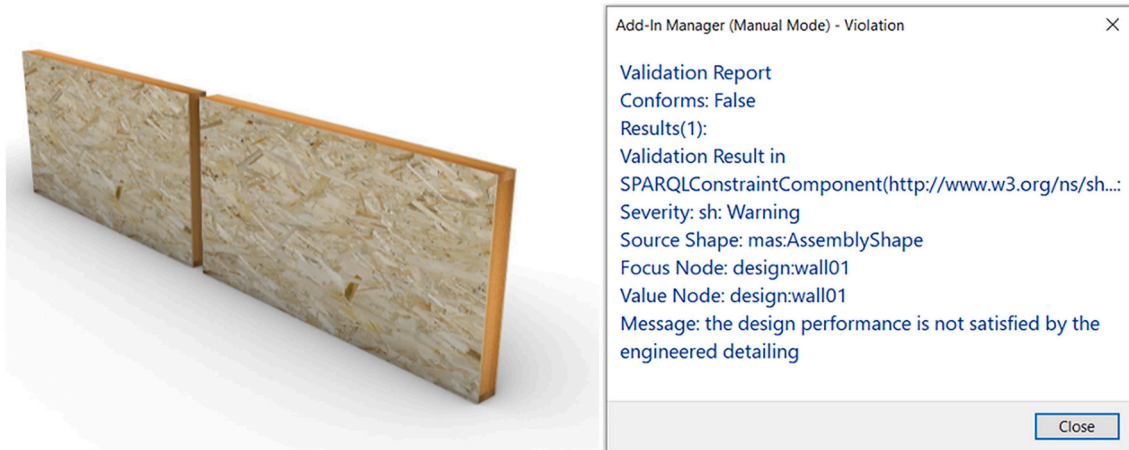 Add-In Manager (Manual Mode) - Violation
Validation Report
Conforms: False
Results(1):
Validation Result in
SPARQLConstraintComponent(http://www.w3.org/ns/sh...:
Severity: sh: Warning
Source Shape: mas:AssemblyShape
Focus Node: design:wall01
Value Node: design:wall01
Message: the design performance is not satisfied by the
engineered detailing
Close